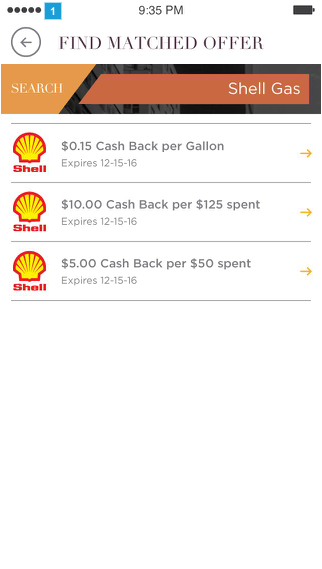 1 9:35 PM
FIND MATCHED OFFER
SEARCH Shell Gas
$0.15 Cash Back per Gallon
Expires 12-15-16
Shell
$10.00 Cash Back per $125 spent
Expires 12-15-16
Shell
$5.00 Cash Back per $50 spent
Expires 12-15-16
Shell